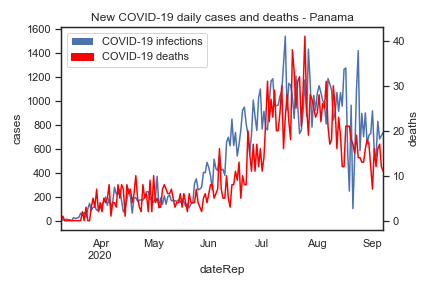 New COVID-19 daily cases and deaths - Panama
COVID-19 infections
COVID-19 deaths
1600
1400
1200
1000
800
600
400
200
0
cases
40
30
20
10
0
deaths
Apr
2020
May
Jun
Jul
Aug
Sep
dateRep